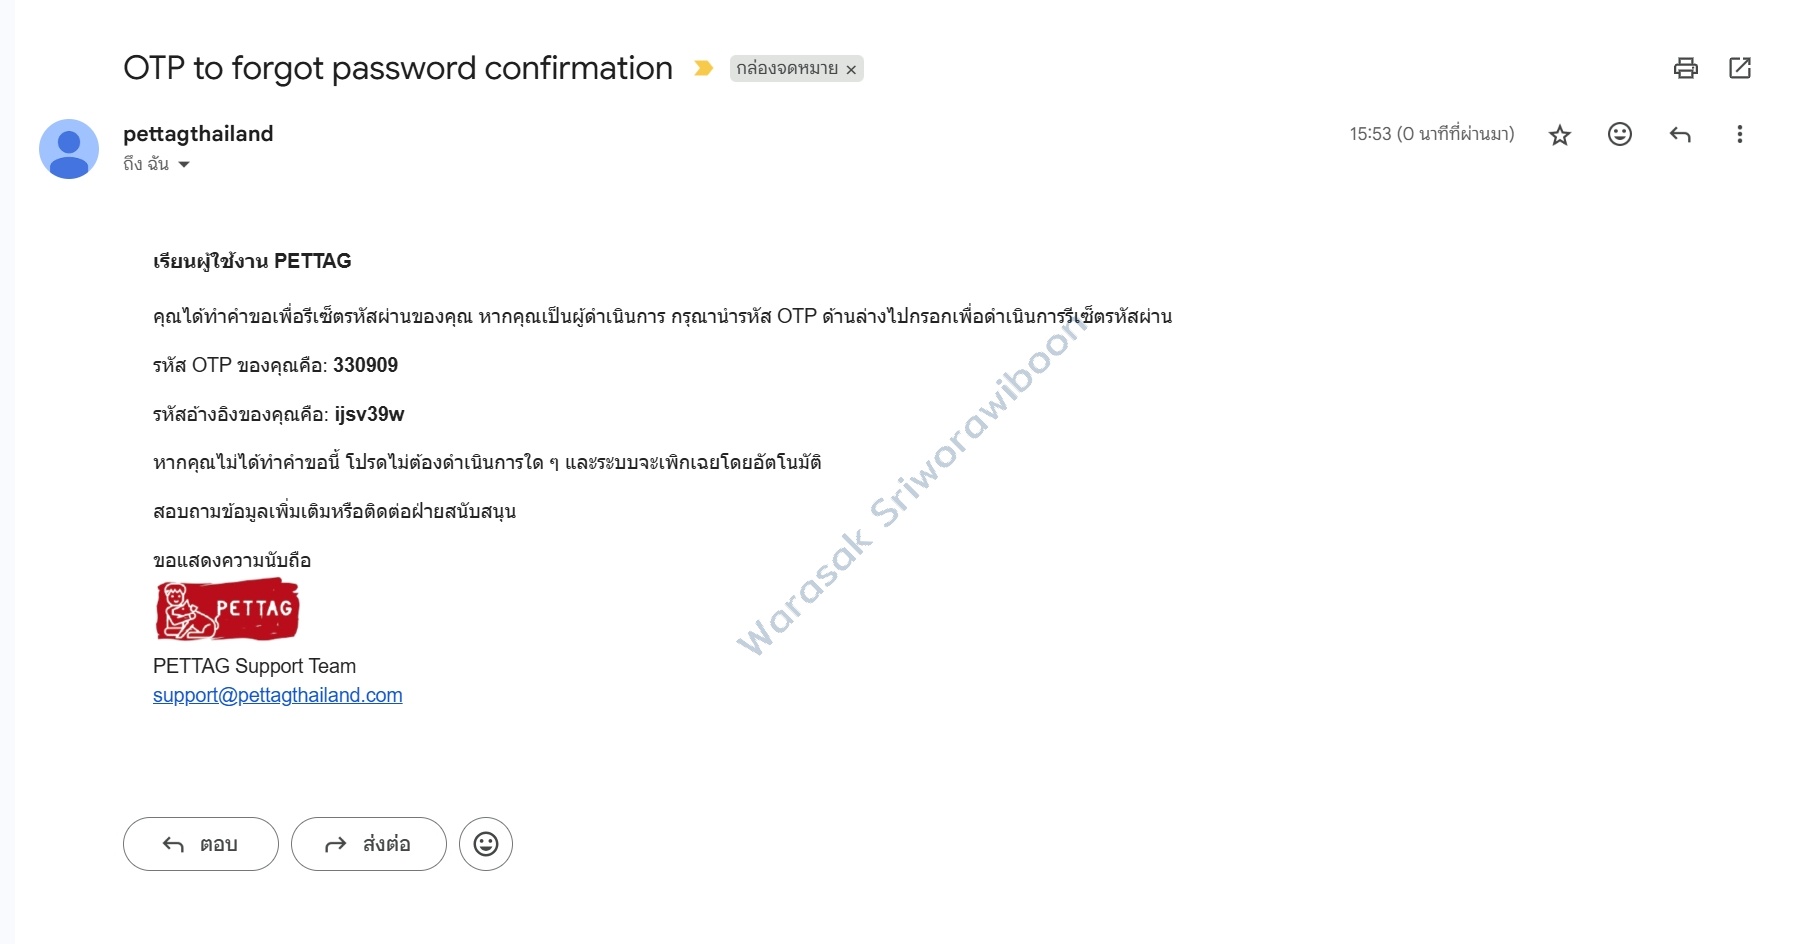 OTP to forgot password confirmation
กล่องจดหมาย ×
pettagthailand
15:53 (0 นาทีที่ผ่านมา)
ถึง ฉัน
เรียนผู้ใช้งาน PETTAG
คุณได้ทำคำขอเพื่อรีเซ็ตรหัสผ่านของคุณ หากคุณเป็นผู้ดำเนินการ กรุณานำรหัส OTP ด้านล่างไปกรอกเพื่อดำเนินการรีเซ็ตรหัสผ่าน
รหัส OTP ของคุณคือ: 330909
รหัสอ้างอิงของคุณคือ: ijsv39w
หากคุณไม่ได้ทำคำขอนี้ โปรดไม่ต้องดำเนินการใด ๆ และระบบจะเพิกเฉยโดยอัตโนมัติ
สอบถามข้อมูลเพิ่มเติมหรือติดต่อฝ่ายสนับสนุน
ขอแสดงความนับถือ
PETTAG
PETTAG Support Team
support@pettagthailand.com
Warasak Sriworawiboon
ตอบ
ส่งต่อ